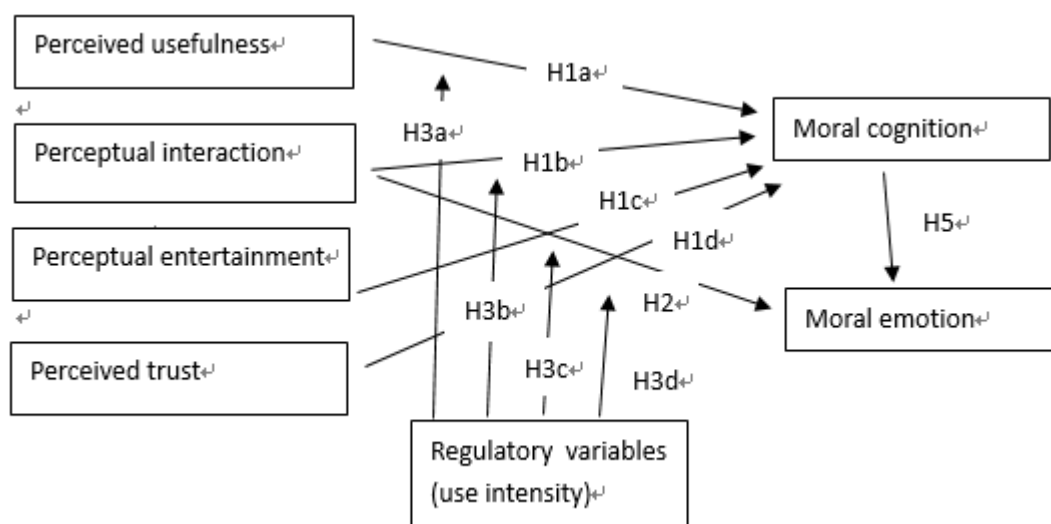 Perceived usefulness↵
H1a↵
↵
Moral cognition↵
H3a↵
Perceptual interaction↵
H1b↵
H1c↵
H5↵
H1d↵
Perceptual entertainment↵
H3b↵
H2↵
↵
Moral emotion↵
Perceived trust↵
H3c↵
H3d↵
Regulatory variables
(use intensity)↵